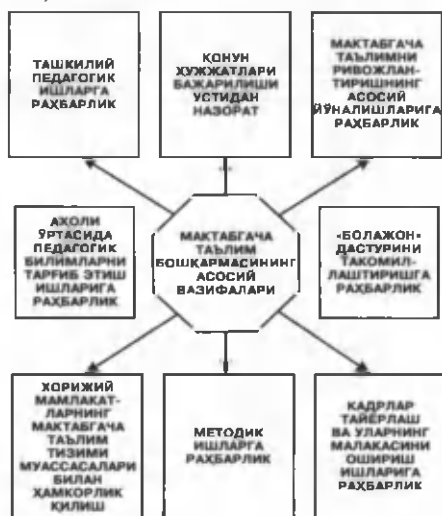 ТАШКИЛИЙ
ПЕДАГОГИК
ИШЛАРГА
РАҲБАРЛИК
ҚОНУН
ҲУЖЖАТЛАРИ
БАЖАРИЛИШИ
УСТИДАН
НАЗОРАТ
МАКТАБГАЧА
ТАЪЛИМНИ
РИВОЖЛАН-
ТИРИШНИНГ
АСОСИЙ
ЙЎНАЛИШЛАРИГА
РАҲБАРЛИК
АҲОЛИ
ЎРТАСИДА
ПЕДАГОГИК
БИЛИМЛАРНИ
ТАРҒИБ ЭТИШ
ИШЛАРИГА
РАҲБАРЛИК
МАКТАБГАЧА
ТАЪЛИМ
БОШҚАРМАСИНИНГ
АСОСИЙ
ВАЗИФАЛАРИ
«БОЛАЖОН»
ДАСТУРИНИ
ТАКОМИЛ-
ЛАШТИРИШГА
РАҲБАРЛИК
ХОРИЖИЙ
МАМЛАКАТ-
ЛАРНИНГ
МАКТАБГАЧА
ТАЪЛИМ
ТИЗИМИ
МУАССАСАЛАРИ
БИЛАН
ҲАМКОРЛИК
ҚИЛИШ
МЕТОДИК
ИШЛАРГА
РАҲБАРЛИК
КАДРЛАР
ТАЙЁРЛАШ
ВА УЛАРНИНГ
МАЛАКАСИНИ
ОШИРИШ
ИШЛАРИГА
РАҲБАРЛИК